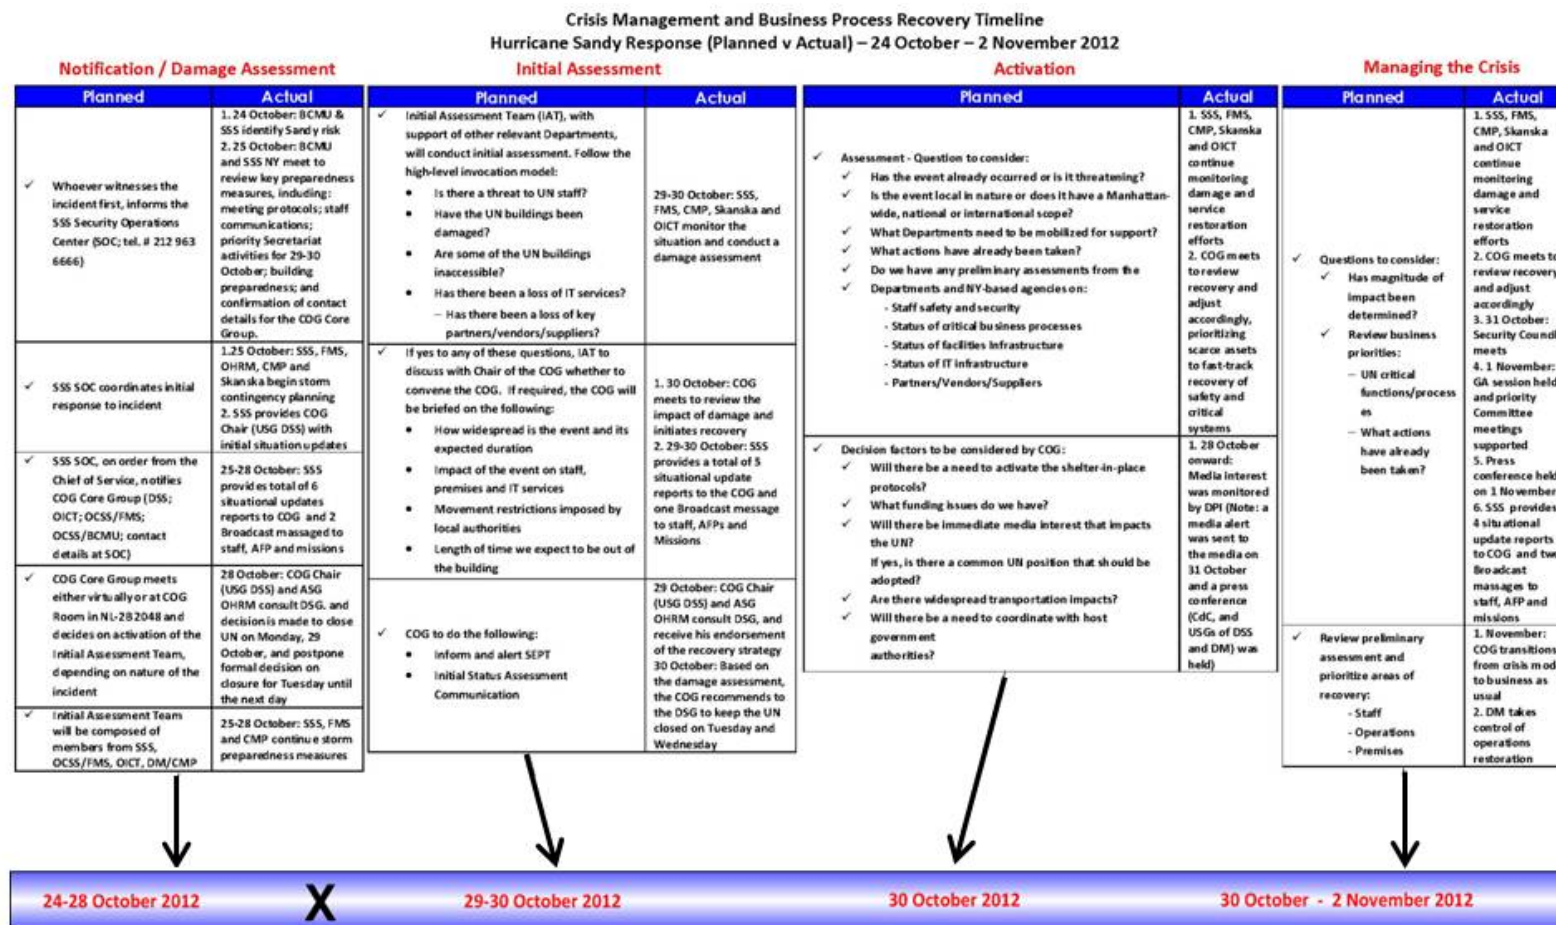 Crisis Management and Business Process Recovery Timeline
Hurricane Sandy Response (Planned v Actual) – 24 October – 2 November 2012
Notification / Damage Assessment
Planned
Actual
✓ Whoever witnesses the
incident first, informs the
SSS Security Operations
Center (SOC; tel. # 212 963
6666)
1. 24 October: BCMU &
SSS identify Sandy risk
2. 25 October: BCMU
and SSS NY meet to
review key preparedness
measures, including:
meeting protocols; staff
communications;
priority Secretariat
activities for 29-30
October; building
preparedness; and
confirmation of contact
details for the COG Core
Group.
✓ SSS SOC coordinates initial
response to incident
1.25 October: SSS, FMS,
OHRM, CMP and
Skanska begin storm
contingency planning
2. SSS provides COG
Chair (USG DSS) with
initial situation updates
✓ SSS SOC, on order from the
Chief of Service, notifies
COG Core Group (DSS;
OICT; OCSS/FMS;
OCSS/BCMU; contact
details at SOC)
25-28 October: SSS
provides total of 6
situational updates
reports to COG and 2
Broadcast massaged to
staff, AFP and missions
✓ COG Core Group meets
either virtually or at COG
Room in NL-2B2048 and
decides on activation of the
Initial Assessment Team,
depending on nature of the
incident
28 October: COG Chair
(USG DSS) and ASG
OHRM consult DSG. and
decision is made to close
UN on Monday, 29
October, and postpone
formal decision on
closure for Tuesday until
the next day
✓ Initial Assessment Team
will be composed of
members from SSS,
OCSS/FMS, OICT, DM/CMP
25-28 October: SSS, FMS
and CMP continue storm
preparedness measures
Initial Assessment
Planned
Actual
✓ Initial Assessment Team (IAT), with
support of other relevant Departments,
will conduct initial assessment. Follow the
high-level invocation model:
• Is there a threat to UN staff?
• Have the UN buildings been
damaged?
• Are some of the UN buildings
inaccessible?
• Has there been a loss of IT services?
– Has there been a loss of key
partners/vendors/suppliers?
29-30 October: SSS,
FMS, CMP, Skanska and
OICT monitor the
situation and conduct a
damage assessment
✓ If yes to any of these questions, IAT to
discuss with Chair of the COG whether to
convene the COG. If required, the COG will
be briefed on the following:
• How widespread is the event and its
expected duration
• Impact of the event on staff,
premises and IT services
• Movement restrictions imposed by
local authorities
• Length of time we expect to be out of
the building
1. 30 October: COG
meets to review the
impact of damage and
initiates recovery
2. 29-30 October: SSS
provides a total of 5
situational update
reports to the COG and
one Broadcast message
to staff, AFPs and
Missions
✓ COG to do the following:
• Inform and alert SEPT
• Initial Status Assessment
Communication
29 October: COG Chair
(USG DSS) and ASG
OHRM consult DSG, and
receive his endorsement
of the recovery strategy
30 October: Based on
the damage assessment,
the COG recommends to
the DSG to keep the UN
closed on Tuesday and
Wednesday
Activation
Planned
Actual
✓ Assessment - Question to consider:
✓ Has the event already occurred or is it threatening?
✓ Is the event local in nature or does it have a Manhattan-
wide, national or international scope?
✓ What Departments need to be mobilized for support?
✓ What actions have already been taken?
✓ Do we have any preliminary assessments from the
✓ Departments and NY-based agencies on:
- Staff safety and security
- Status of critical business processes
- Status of facilities Infrastructure
- Status of IT infrastructure
- Partners/Vendors/Suppliers
1. SSS, FMS,
CMP, Skanska
and OICT
continue
monitoring
damage and
service
restoration
efforts
2. COG meets
to review
recovery and
adjust
accordingly,
prioritizing
scarce assets
to fast-track
recovery of
safety and
critical
systems
✓ Decision factors to be considered by COG:
✓ Will there be a need to activate the shelter-in-place
protocols?
✓ What funding issues do we have?
✓ Will there be immediate media interest that impacts
the UN?
If yes, is there a common UN position that should be
adopted?
✓ Are there widespread transportation impacts?
✓ Will there be a need to coordinate with host
government
authorities?
1. 28 October
onward:
Media interest
was monitored
by DPI (Note: a
media alert
was sent to
the media on
31 October
and a press
conference
(CdC, and
USGs of DSS
and DM) was
held)
Managing the Crisis
Planned
Actual
✓ Questions to consider:
✓ Has magnitude of
impact been
determined?
✓ Review business
priorities:
– UN critical
functions/process
es
– What actions
have already
been taken?
1. SSS, FMS,
CMP, Skanska
and OICT
continue
monitoring
damage and
service
restoration
efforts
2. COG meets to
review recovery
and adjust
accordingly
3. 31 October:
Security Council
meets
4. 1 November:
GA session held
and priority
Committee
meetings
supported
5. Press
conference held
on 1 November
6. SSS provides
4 situational
update reports
to COG and two
Broadcast
massages to
staff, AFP and
missions
✓ Review preliminary
assessment and
prioritize areas of
recovery:
- Staff
- Operations
- Premises
1. November:
COG transitions
from crisis mod
to business as
usual
2. DM takes
control of
operations
restoration
24-28 October 2012
X
29-30 October 2012
30 October 2012
30 October - 2 November 2012